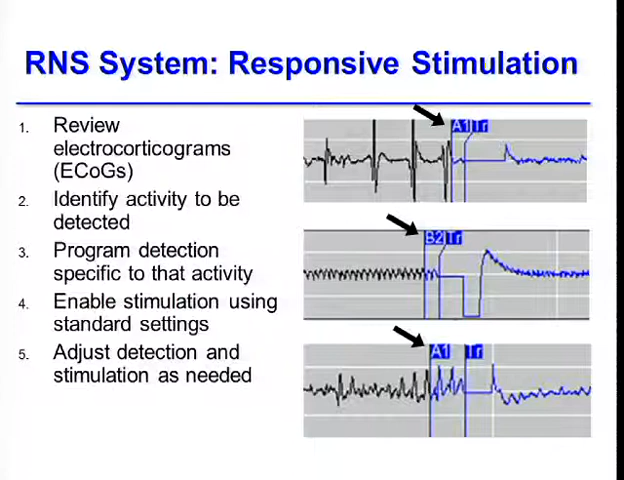 RNS System: Responsive Stimulation
1. Review
electrocorticograms
(ECoGs)
2. Identify activity to be
detected
3. Program detection
specific to that activity
4. Enable stimulation using
standard settings
5. Adjust detection and
stimulation as needed
A1 Tr
B2 Tr
A1 Tr